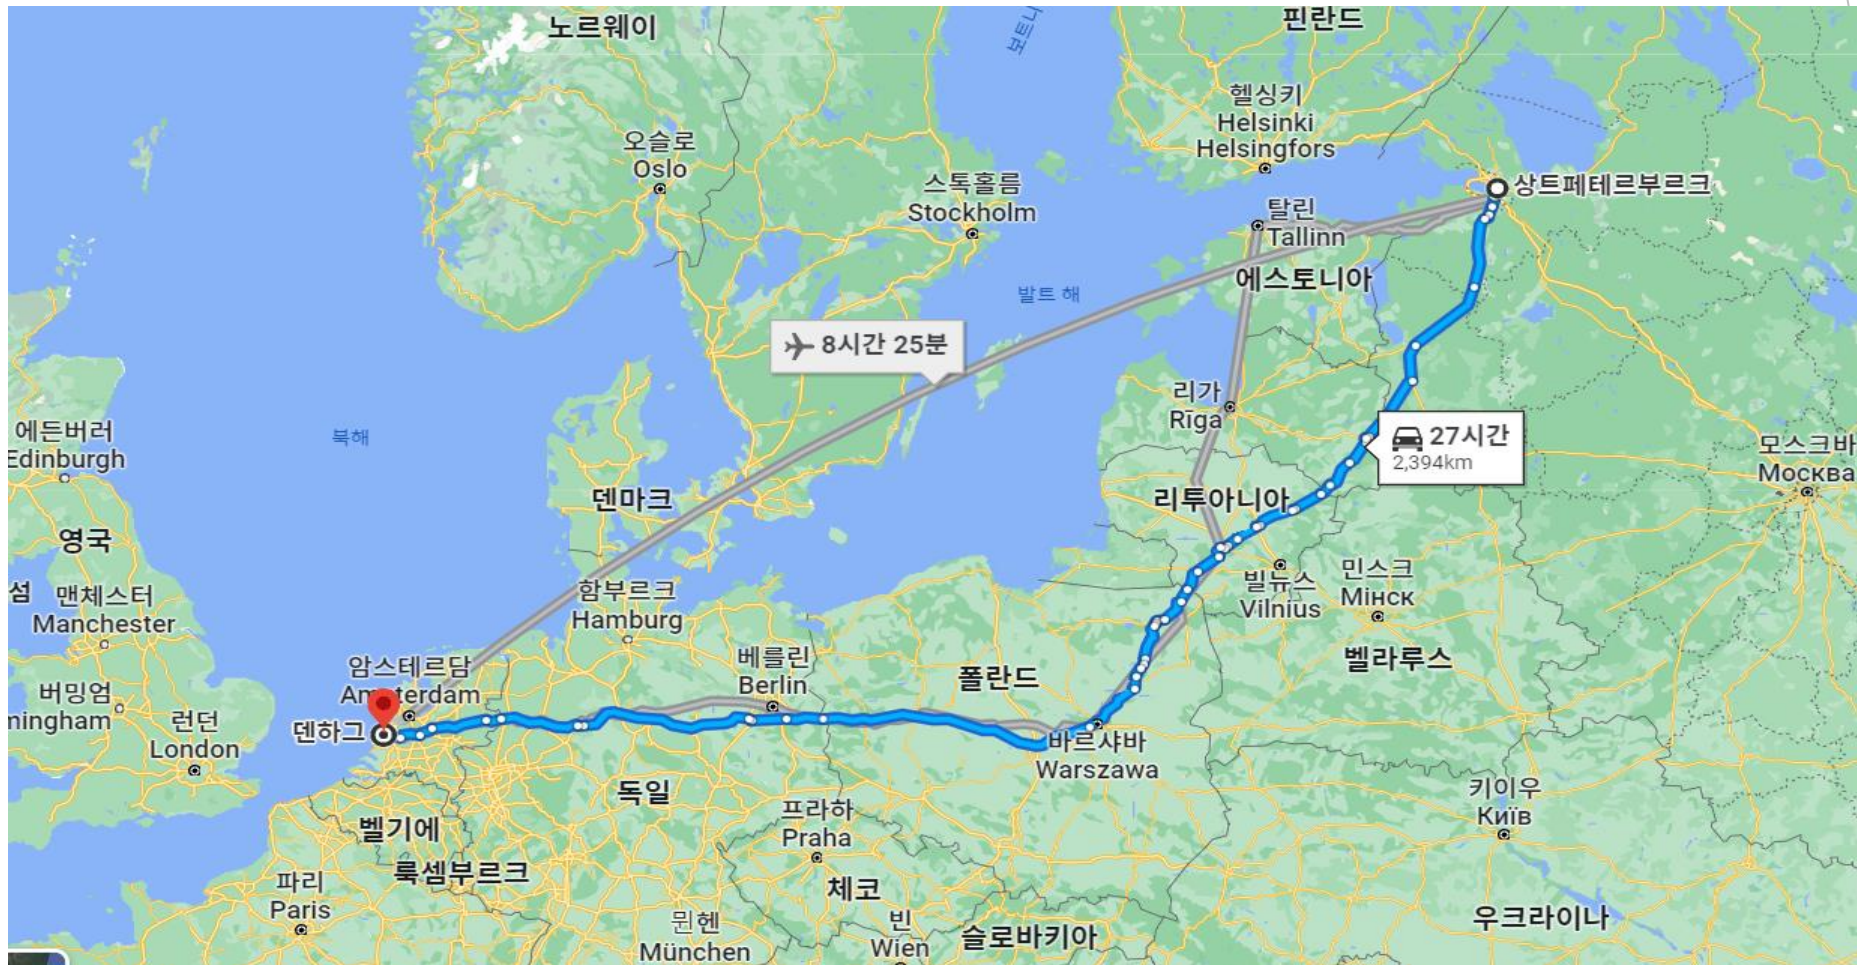 노르웨이
핀란드
보트니
헬싱키
Helsinki
Helsingfors
오슬로
Oslo
스톡홀름
Stockholm
상트페테르부르크
탈린
Tallinn
에스토니아
발트 해
8시간 25분
리가
Rīga
27시간
2,394km
에든버러
Edinburgh
북해
모스크바
Москва
덴마크
리투아니아
영국
섬
맨체스터
Manchester
함부르크
Hamburg
빌뉴스
Vilnius
민스크
Мінск
벨라루스
암스테르담
Amsterdam
베를린
Berlin
폴란드
버밍엄
mingham
런던
London
덴하그
바르샤바
Warszawa
독일
키이우
Київ
프라하
Praha
벨기에
룩셈부르크
파리
Paris
체코
뮌헨
München
빈
Wien
슬로바키아
우크라이나